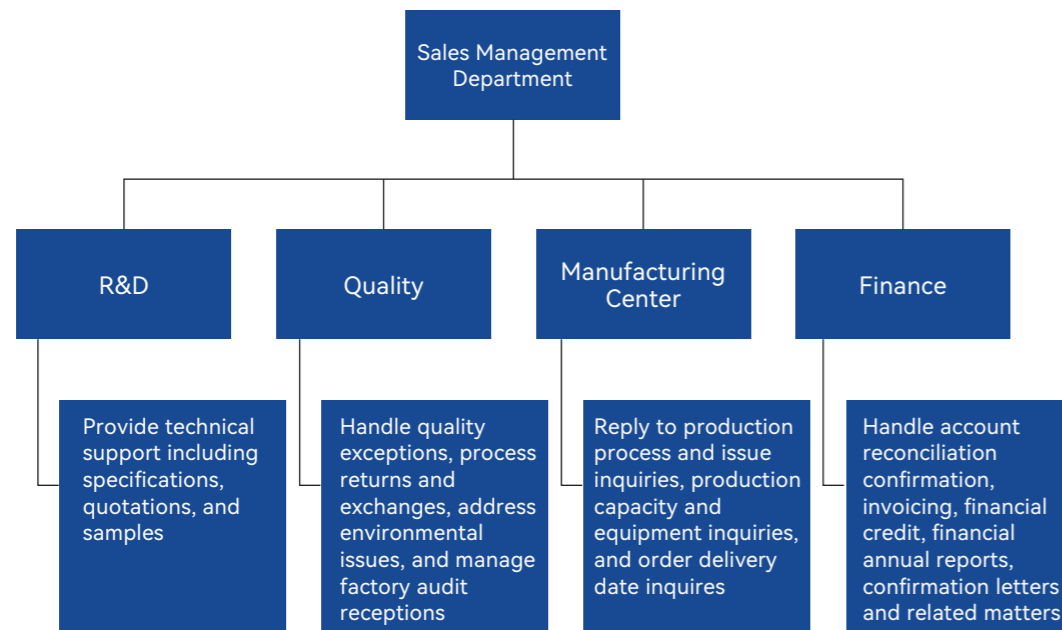 Sales Management
Department
R&D
Quality
Manufacturing
Center
Finance
Provide technical
support including
specifications,
quotations, and
samples
Handle quality
exceptions, process
returns and
exchanges, address
environmental
issues, and manage
factory audit
receptions
Reply to production
process and issue
inquiries, production
capacity and
equipment inquiries,
and order delivery
date inquires
Handle account
reconciliation
confirmation,
invoicing, financial
credit, financial
annual reports,
confirmation letters
and related matters